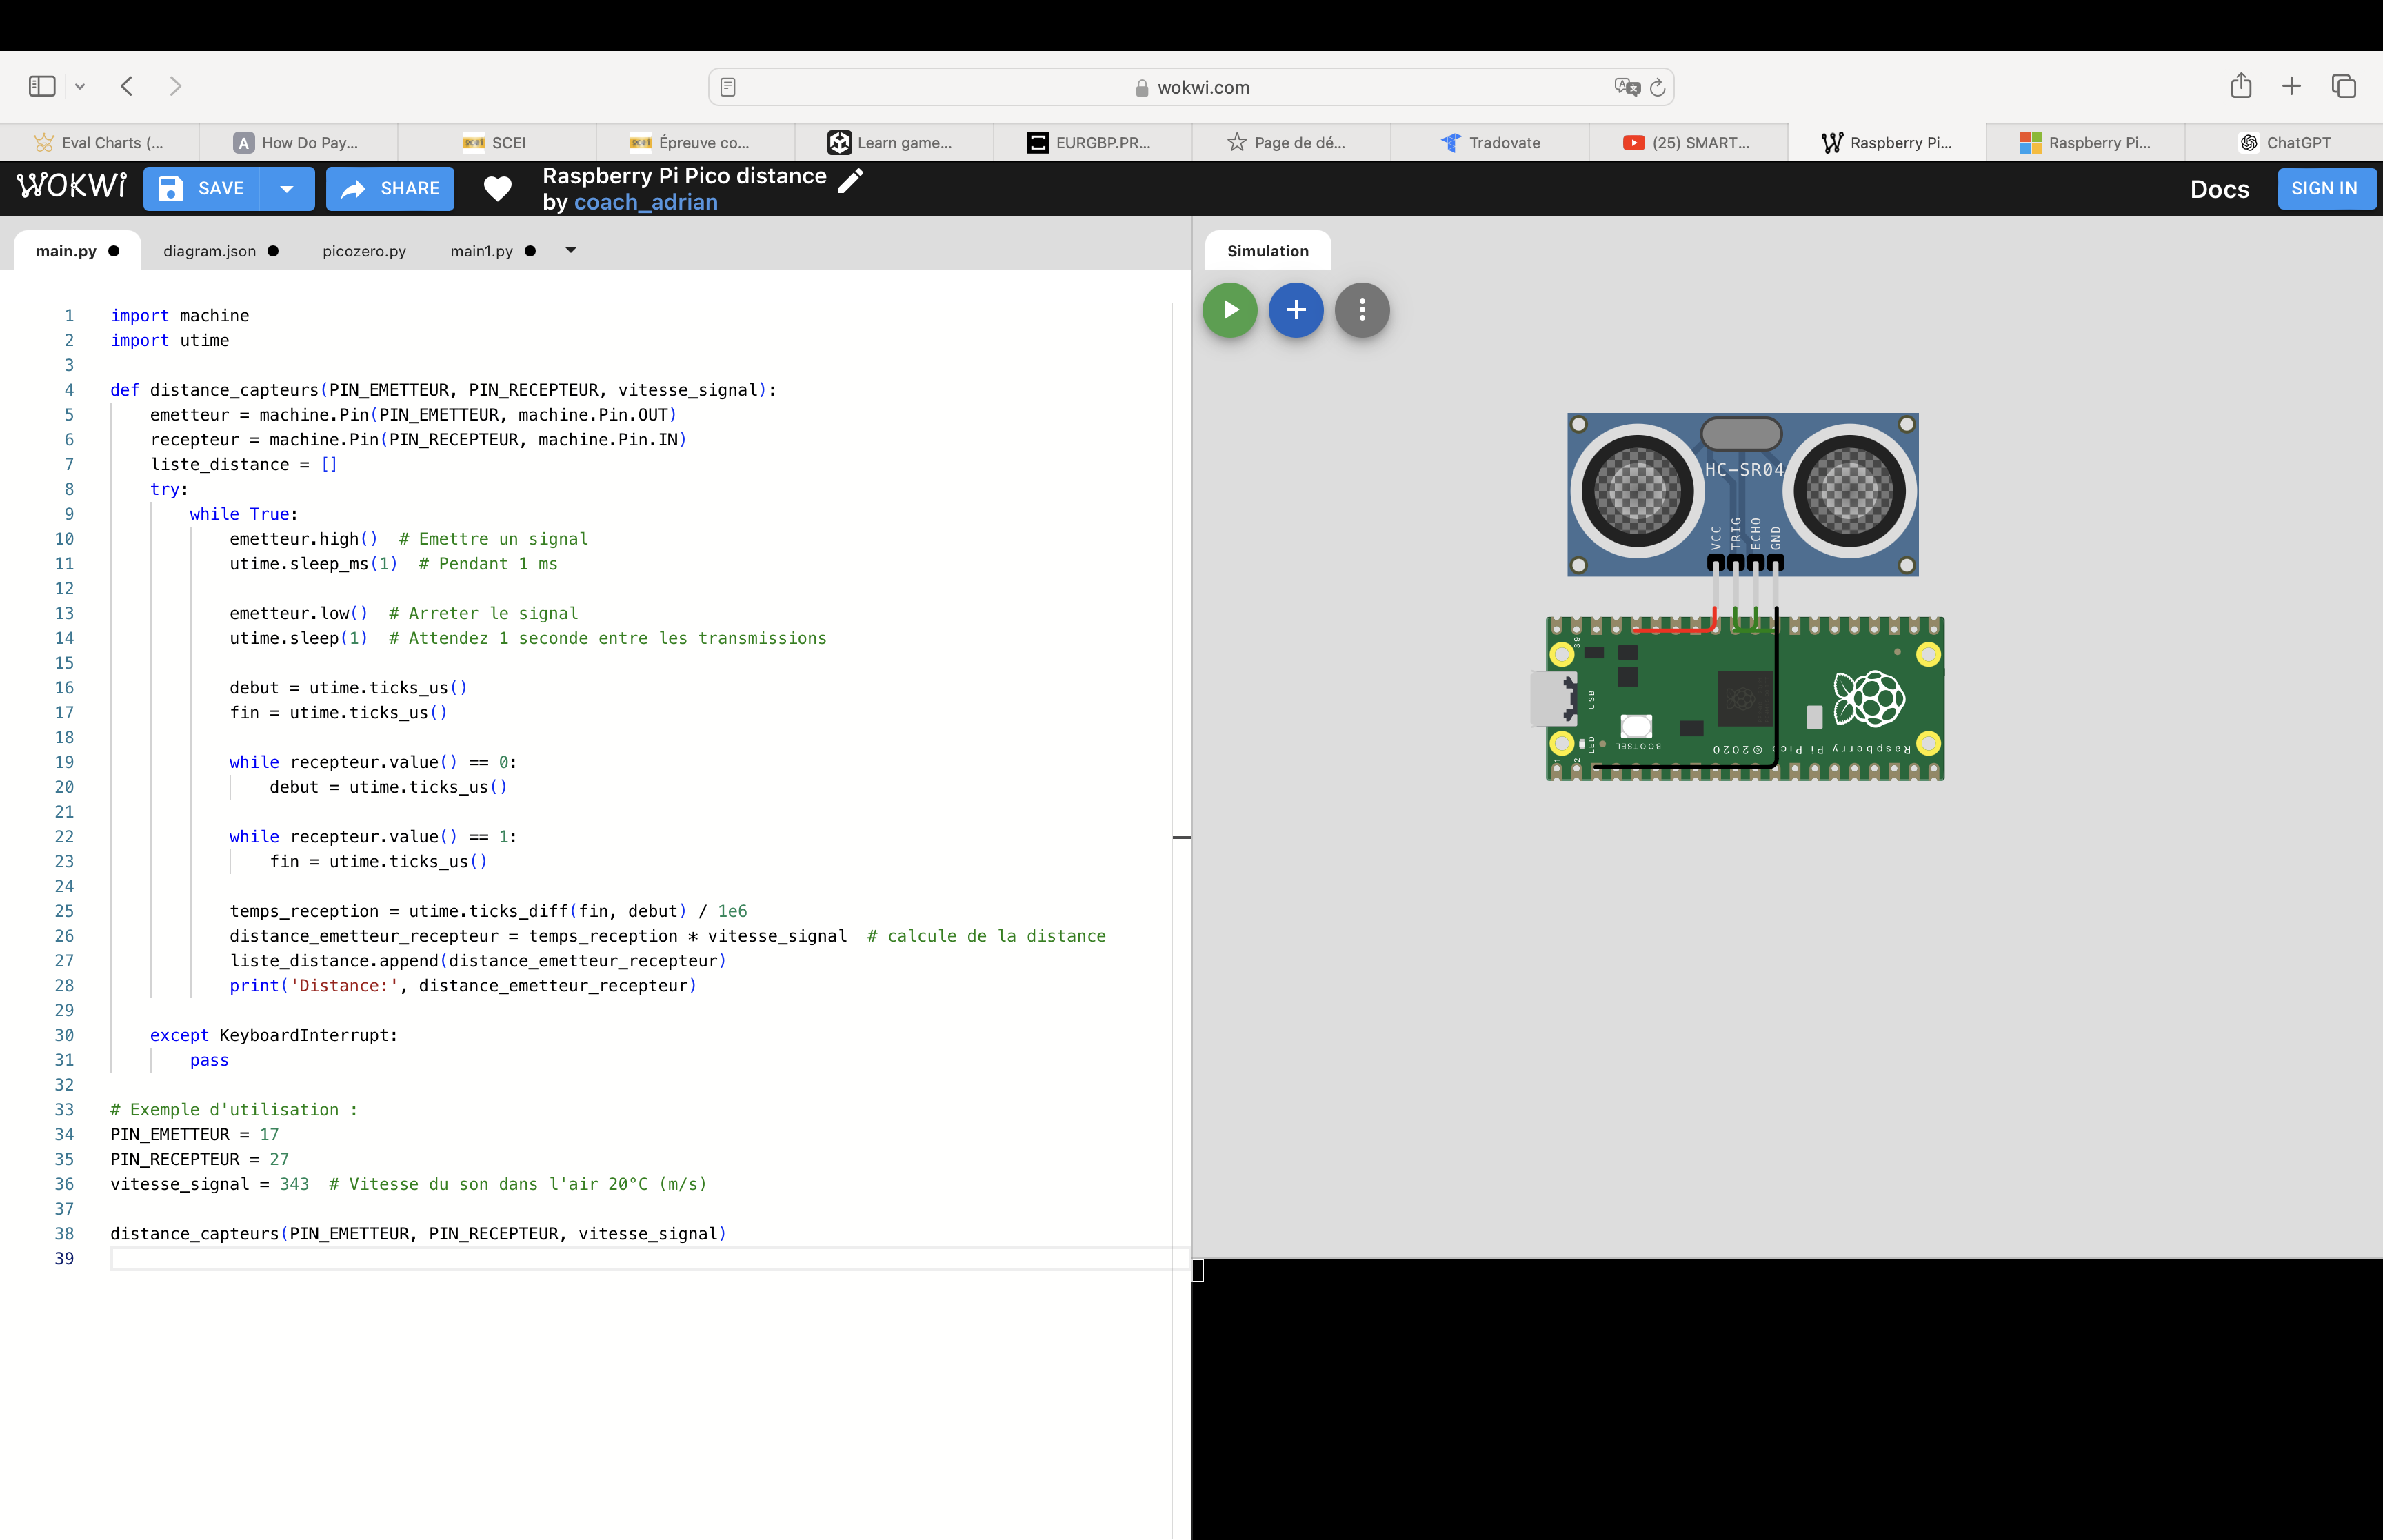 wokwi.com
Eval Charts (...
How Do Pay...
SCEI
Épreuve co...
Learn game...
EURGBP.PR...
Page de dé...
Tradovate
(25) SMART...
Raspberry Pi...
Raspberry Pi...
ChatGPT
WOKWi
SAVE
SHARE
Raspberry Pi Pico distance
by coach_adrian
Docs
SIGN IN
main.py
diagram.json
picozero.py
main1.py
1 import machine
2 import utime
3
4 def distance_capteurs(PIN_EMETTEUR, PIN_RECEPTEUR, vitesse_signal):
5 emetteur = machine.Pin(PIN_EMETTEUR, machine.Pin.OUT)
6 recepteur = machine.Pin(PIN_RECEPTEUR, machine.Pin.IN)
7 liste_distance = []
8 try:
9 while True:
10 emetteur.high()  # Emettre un signal
11 utime.sleep_ms(1)  # Pendant 1 ms
12
13 emetteur.low()  # Arreter le signal
14 utime.sleep(1)  # Attendez 1 seconde entre les transmissions
15
16 debut = utime.ticks_us()
17 fin = utime.ticks_us()
18
19 while recepteur.value() == 0:
20 debut = utime.ticks_us()
21
22 while recepteur.value() == 1:
23 fin = utime.ticks_us()
24
25 temps_reception = utime.ticks_diff(fin, debut) / 1e6
26 distance_emetteur_recepteur = temps_reception * vitesse_signal  # calcule de la distance
27 liste_distance.append(distance_emetteur_recepteur)
28 print('Distance:', distance_emetteur_recepteur)
29
30 except KeyboardInterrupt:
31 pass
32
33 # Exemple d'utilisation :
34 PIN_EMETTEUR = 17
35 PIN_RECEPTEUR = 27
36 vitesse_signal = 343  # Vitesse du son dans l'air 20°C (m/s)
37
38 distance_capteurs(PIN_EMETTEUR, PIN_RECEPTEUR, vitesse_signal)
39
Simulation
HC-SR04
VCC
TRIG
ECHO
GND
39
USB
LED
BOOTSEL
Raspberry Pi Pico ©2020
1
2